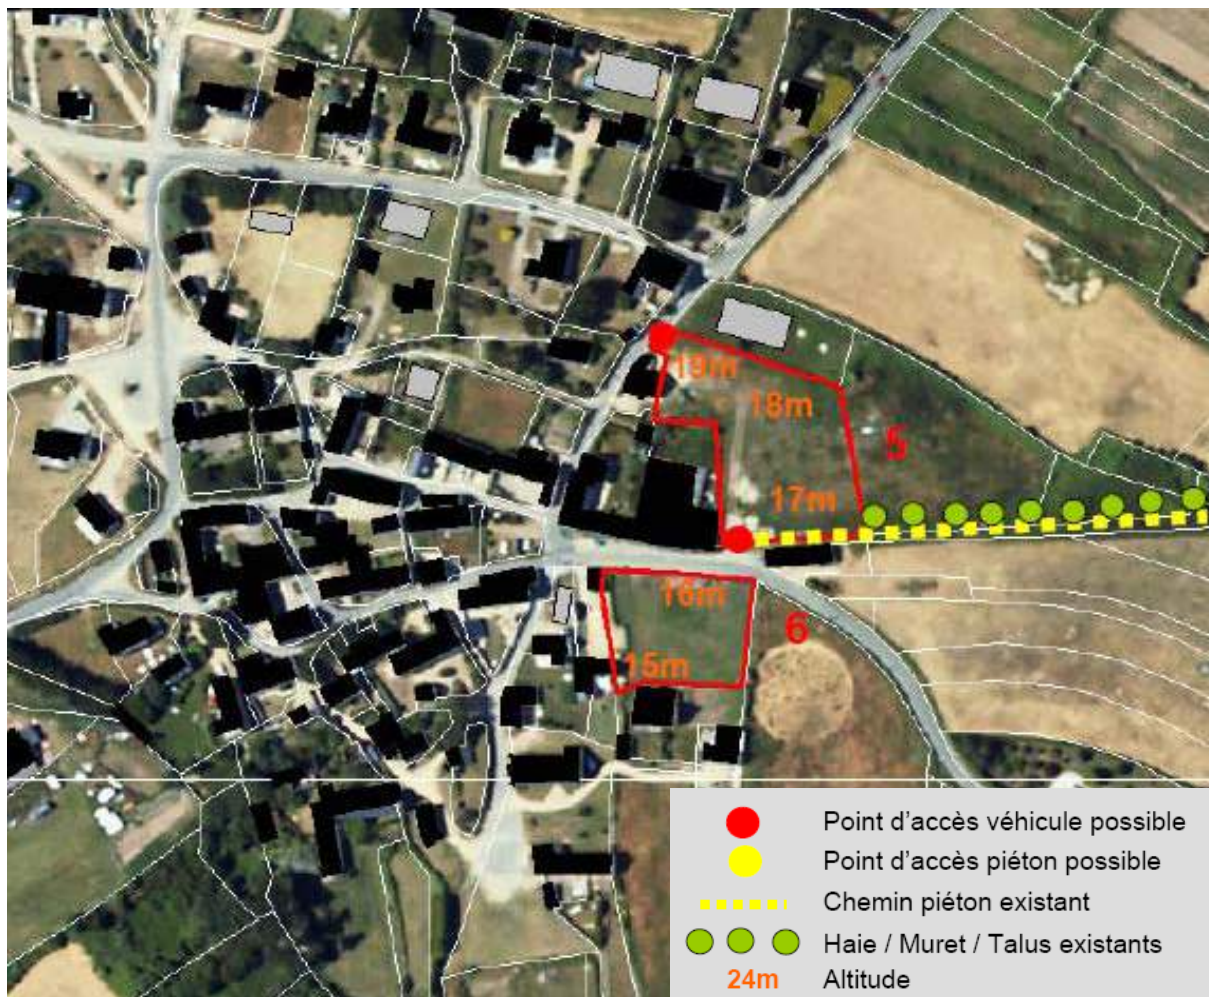 19m
18m
5
17m
16m
6
15m
Point d'accès véhicule possible
Point d'accès piéton possible
Chemin piéton existant
Haie / Muret / Talus existants
24m Altitude